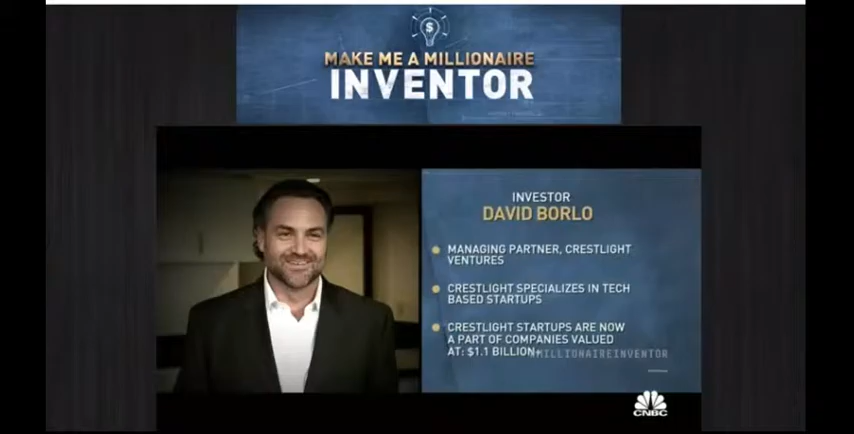 $
MAKE ME A MILLIONAIRE
INVENTOR
INVESTOR
DAVID BORLO
MANAGING PARTNER, CRESTLIGHT
VENTURES
CRESTLIGHT SPECIALIZES IN TECH
BASED STARTUPS
CRESTLIGHT STARTUPS ARE NOW
A PART OF COMPANIES VALUED
AT: $1.1 BILLION+
MILLIONAIREINVENTOR
CNBC